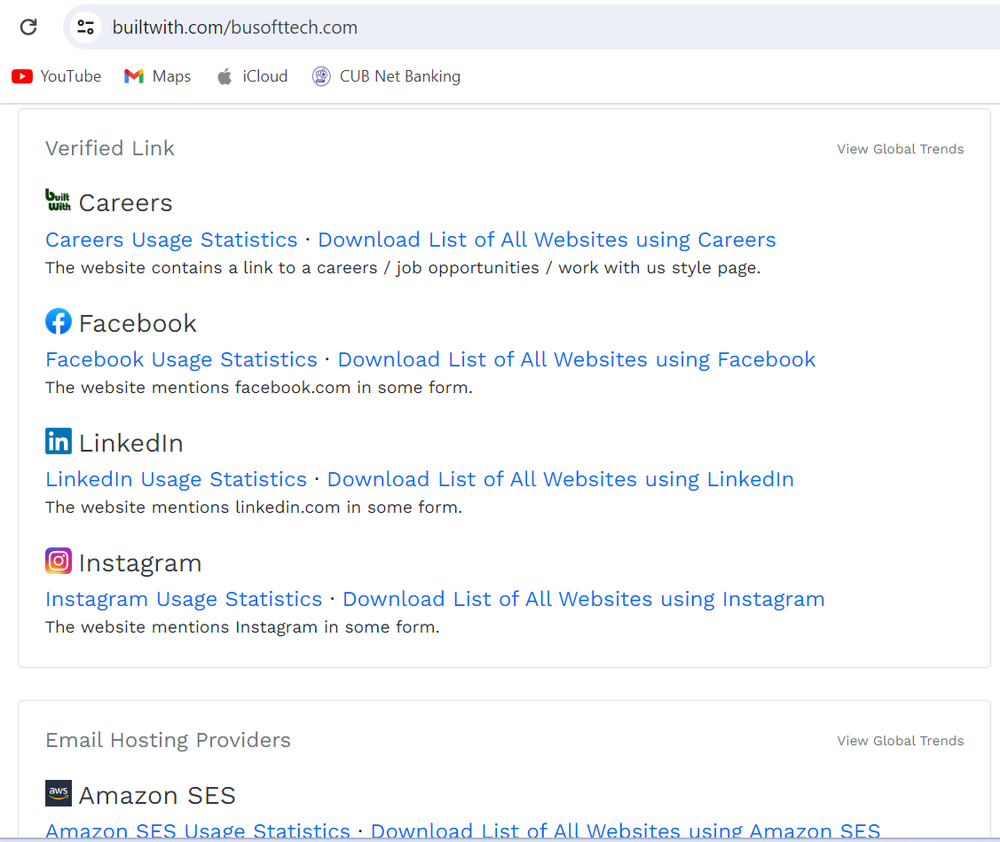 builtwith.com/busofttech.com
YouTube Maps iCloud CUB Net Banking
Verified Link View Global Trends
built With Careers
Careers Usage Statistics · Download List of All Websites using Careers
The website contains a link to a careers / job opportunities / work with us style page.
Facebook
Facebook Usage Statistics · Download List of All Websites using Facebook
The website mentions facebook.com in some form.
in LinkedIn
LinkedIn Usage Statistics · Download List of All Websites using LinkedIn
The website mentions linkedin.com in some form.
Instagram
Instagram Usage Statistics · Download List of All Websites using Instagram
The website mentions Instagram in some form.
Email Hosting Providers View Global Trends
aws Amazon SES
Amazon SES Usage Statistics · Download List of All Websites using Amazon SES